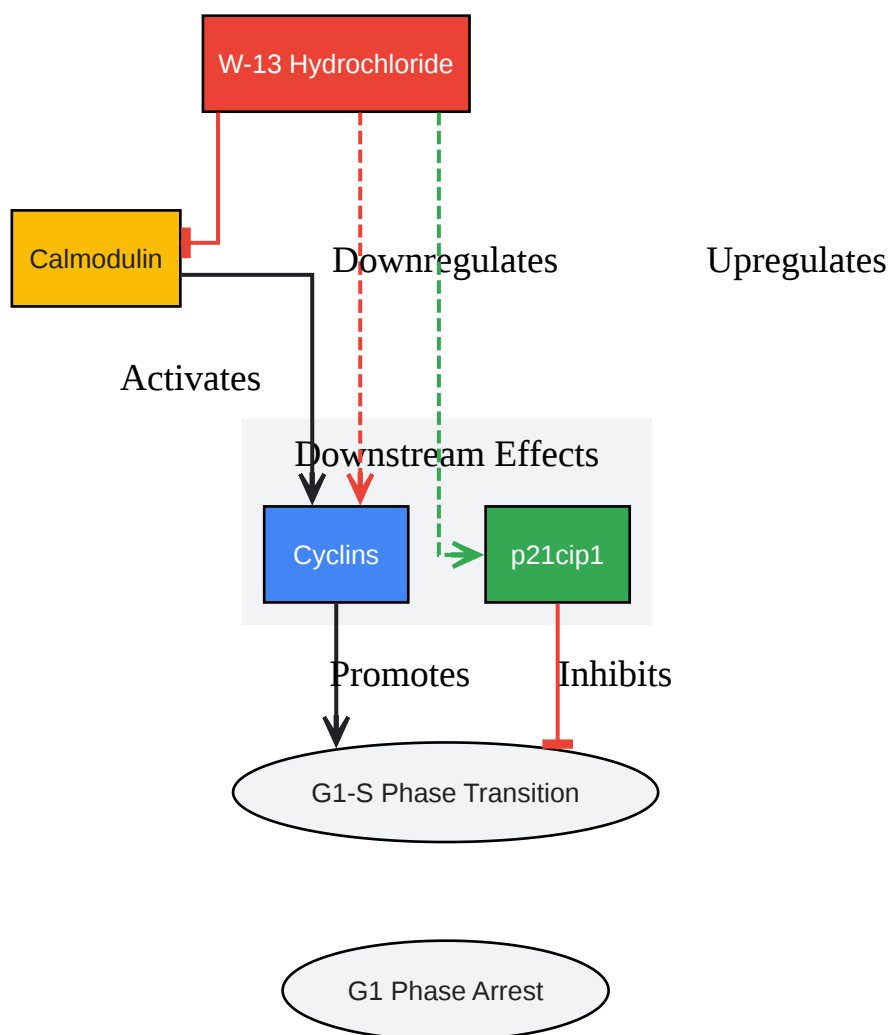 W-13 Hydrochloride
Calmodulin
Downregulates
Upregulates
Activates
Downstream Effects
Cyclins
p21cip1
Promotes
Inhibits
G1-S Phase Transition
G1 Phase Arrest